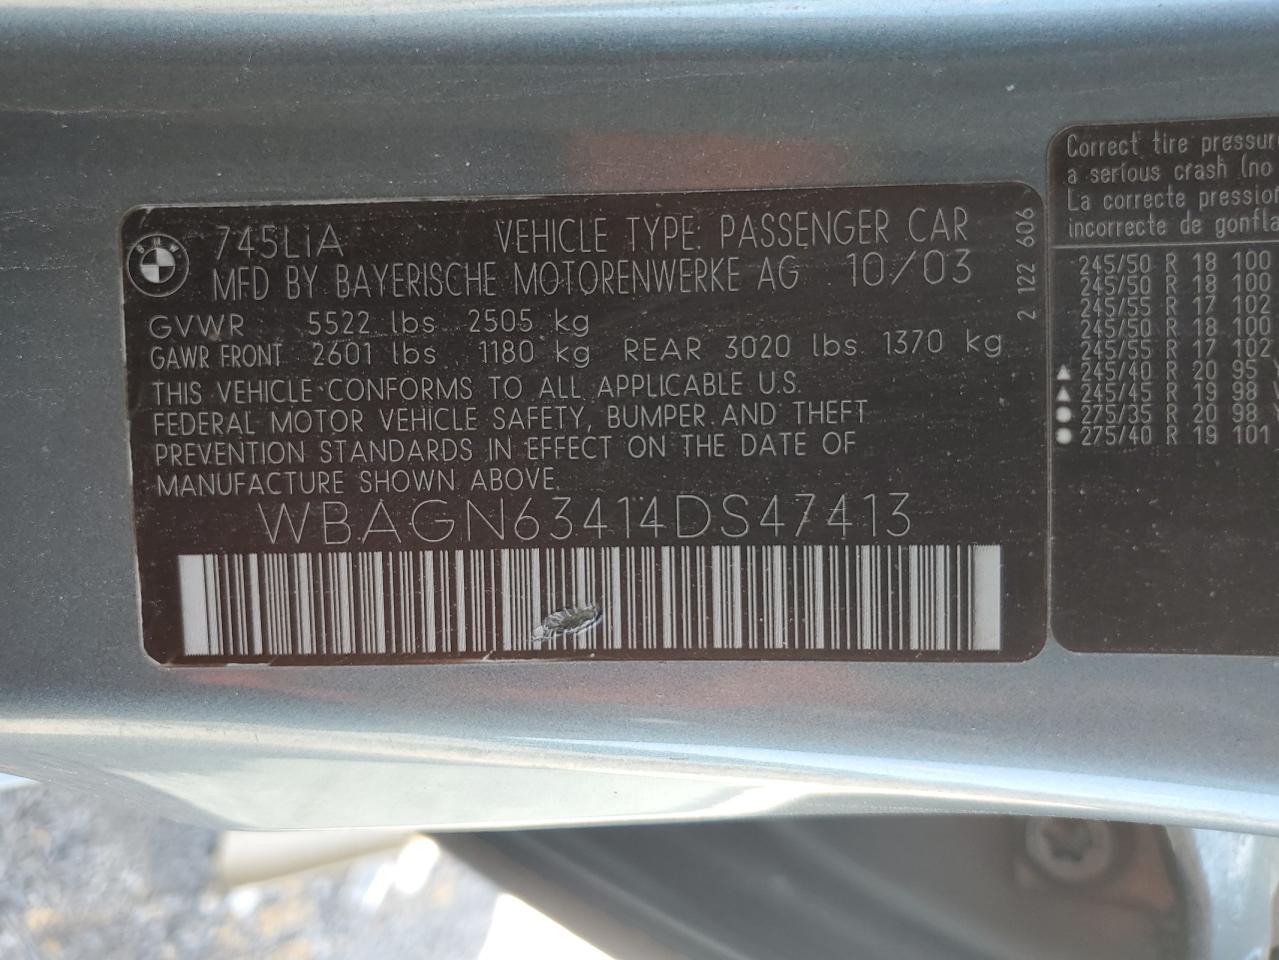 BMW
745LiA VEHICLE TYPE PASSENGER CAR
MFD BY BAYERISCHE MOTORENWERKE AG 10/03
GVWR 5522 lbs 2505 kg
GAWR FRONT 2601 lbs 1180 kg REAR 3020 lbs 1370 kg
THIS VEHICLE CONFORMS TO ALL APPLICABLE U.S.
FEDERAL MOTOR VEHICLE SAFETY, BUMPER AND THEFT
PREVENTION STANDARDS IN EFFECT ON THE DATE OF
MANUFACTURE SHOWN ABOVE.
WBAGN63414DS47413
2 122 606
Correct tire pressure
a serious crash (no
La correcte pression
incorrecte de gonfla
245/50 R 18 100
245/50 R 18 100
245/55 R 17 102
245/50 R 18 100
245/55 R 17 102
▲ 245/40 R 20 95
▲ 245/45 R 19 98
● 275/35 R 20 98
● 275/40 R 19 101